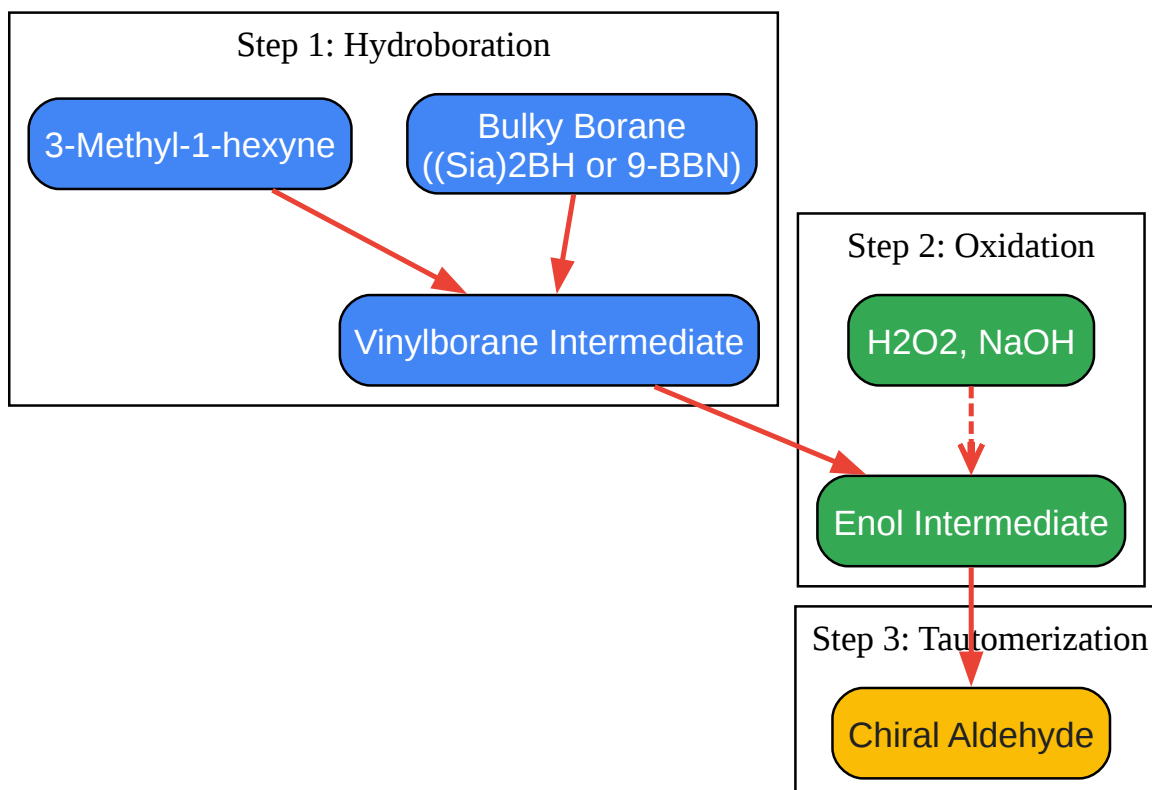 Step 1: Hydroboration
3-Methyl-1-hexyne
Bulky Borane
((Sia)2BH or 9-BBN)
Vinylborane Intermediate
Step 2: Oxidation
H2O2, NaOH
Enol Intermediate
Step 3: Tautomerization
Chiral Aldehyde